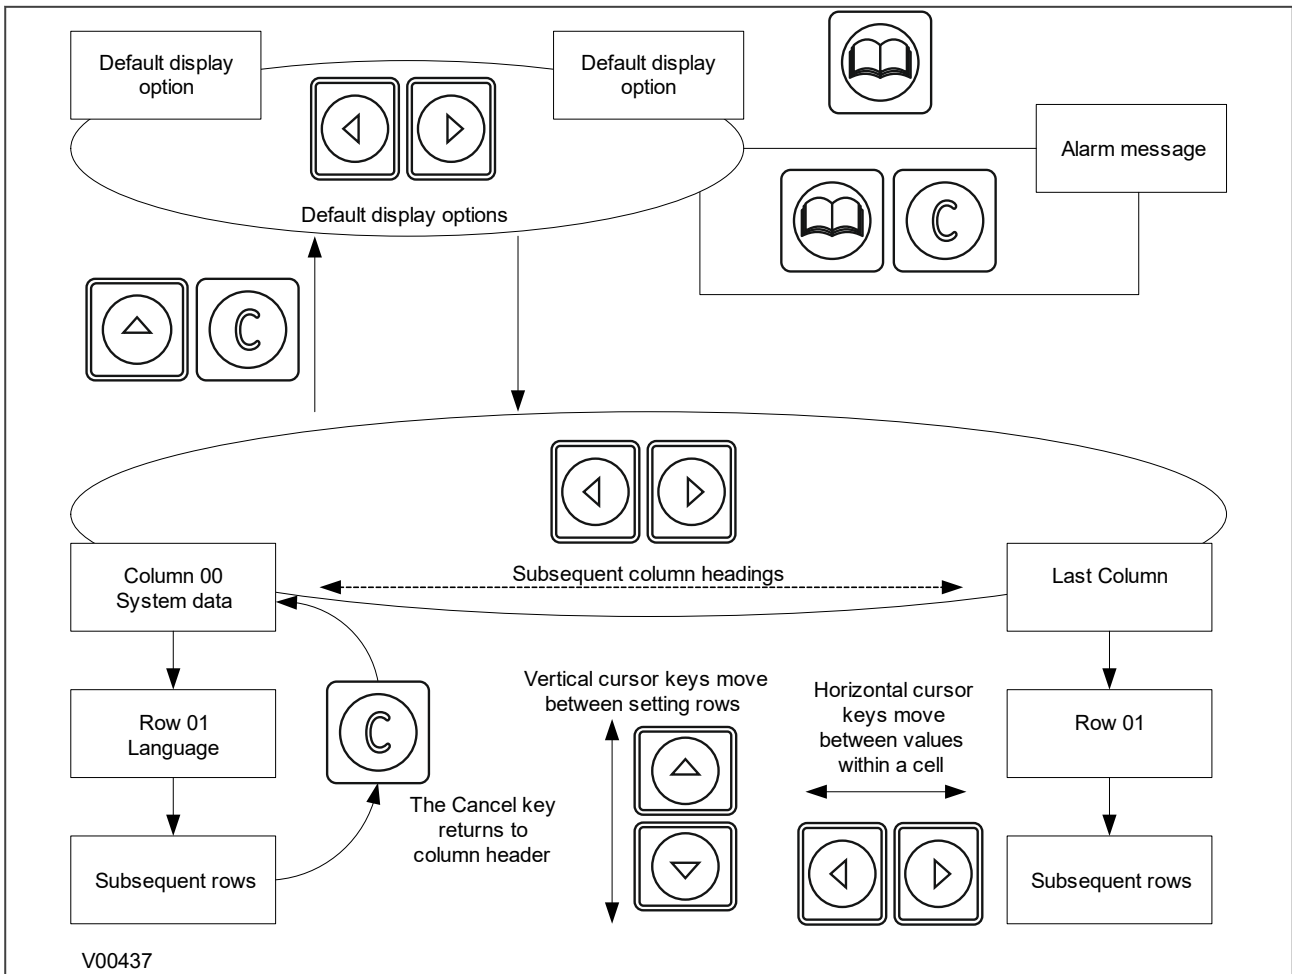 Default display
option
Default display
option
Alarm message
Default display options
C
C
Subsequent column headings
Column 00
System data
Last Column
Vertical cursor keys move
between setting rows
Horizontal cursor
keys move
between values
within a cell
Row 01
Language
C
Row 01
The Cancel key
returns to
column header
Subsequent rows
Subsequent rows
V00437